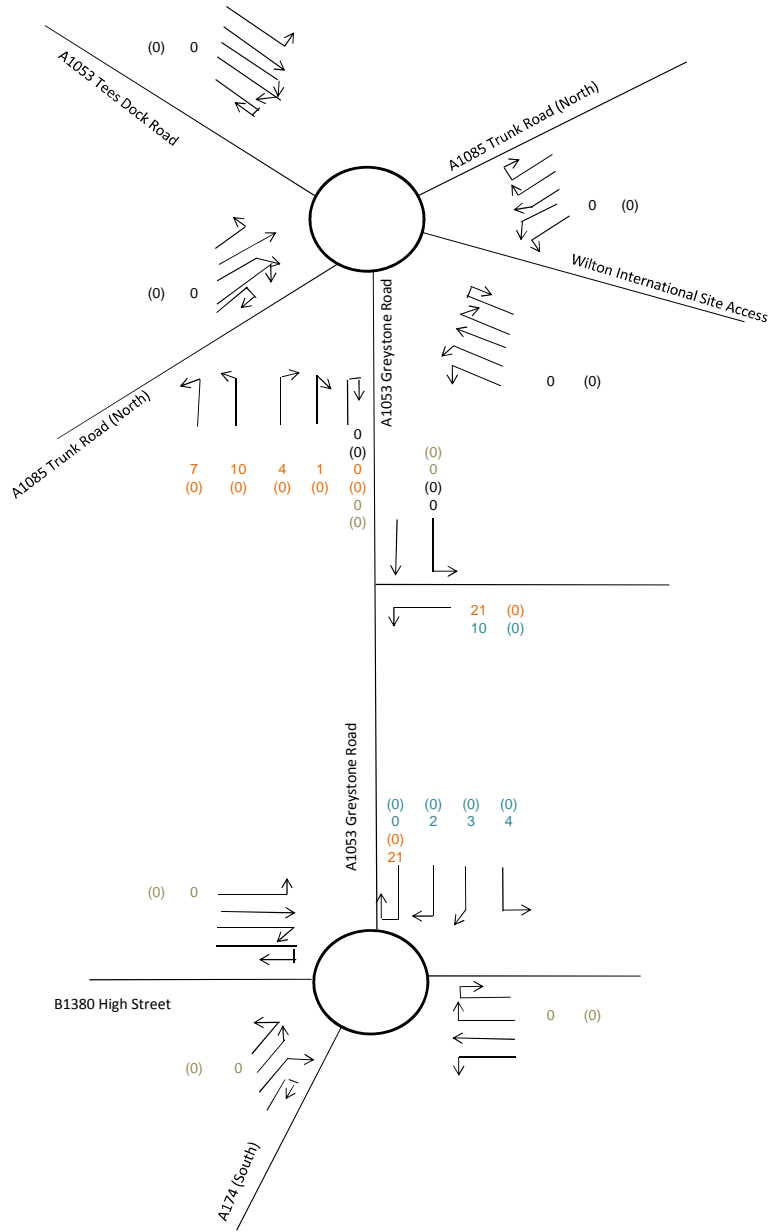 (0) 0
A1053 Tees Dock Road
A1085 Trunk Road (North)
0 (0)
Wilton International Site Access
(0) 0
A1053 Greystone Road
0 (0)
A1085 Trunk Road (North)
0
(0) (0)
7 10 4 1 0 0
(0) (0) (0) (0) (0) (0)
0 0
(0)
21 (0)
10 (0)
A1053 Greystone Road
(0) (0) (0) (0)
0 2 3 4
(0)
21
(0) 0
B1380 High Street
0 (0)
(0) 0
A174 (South)